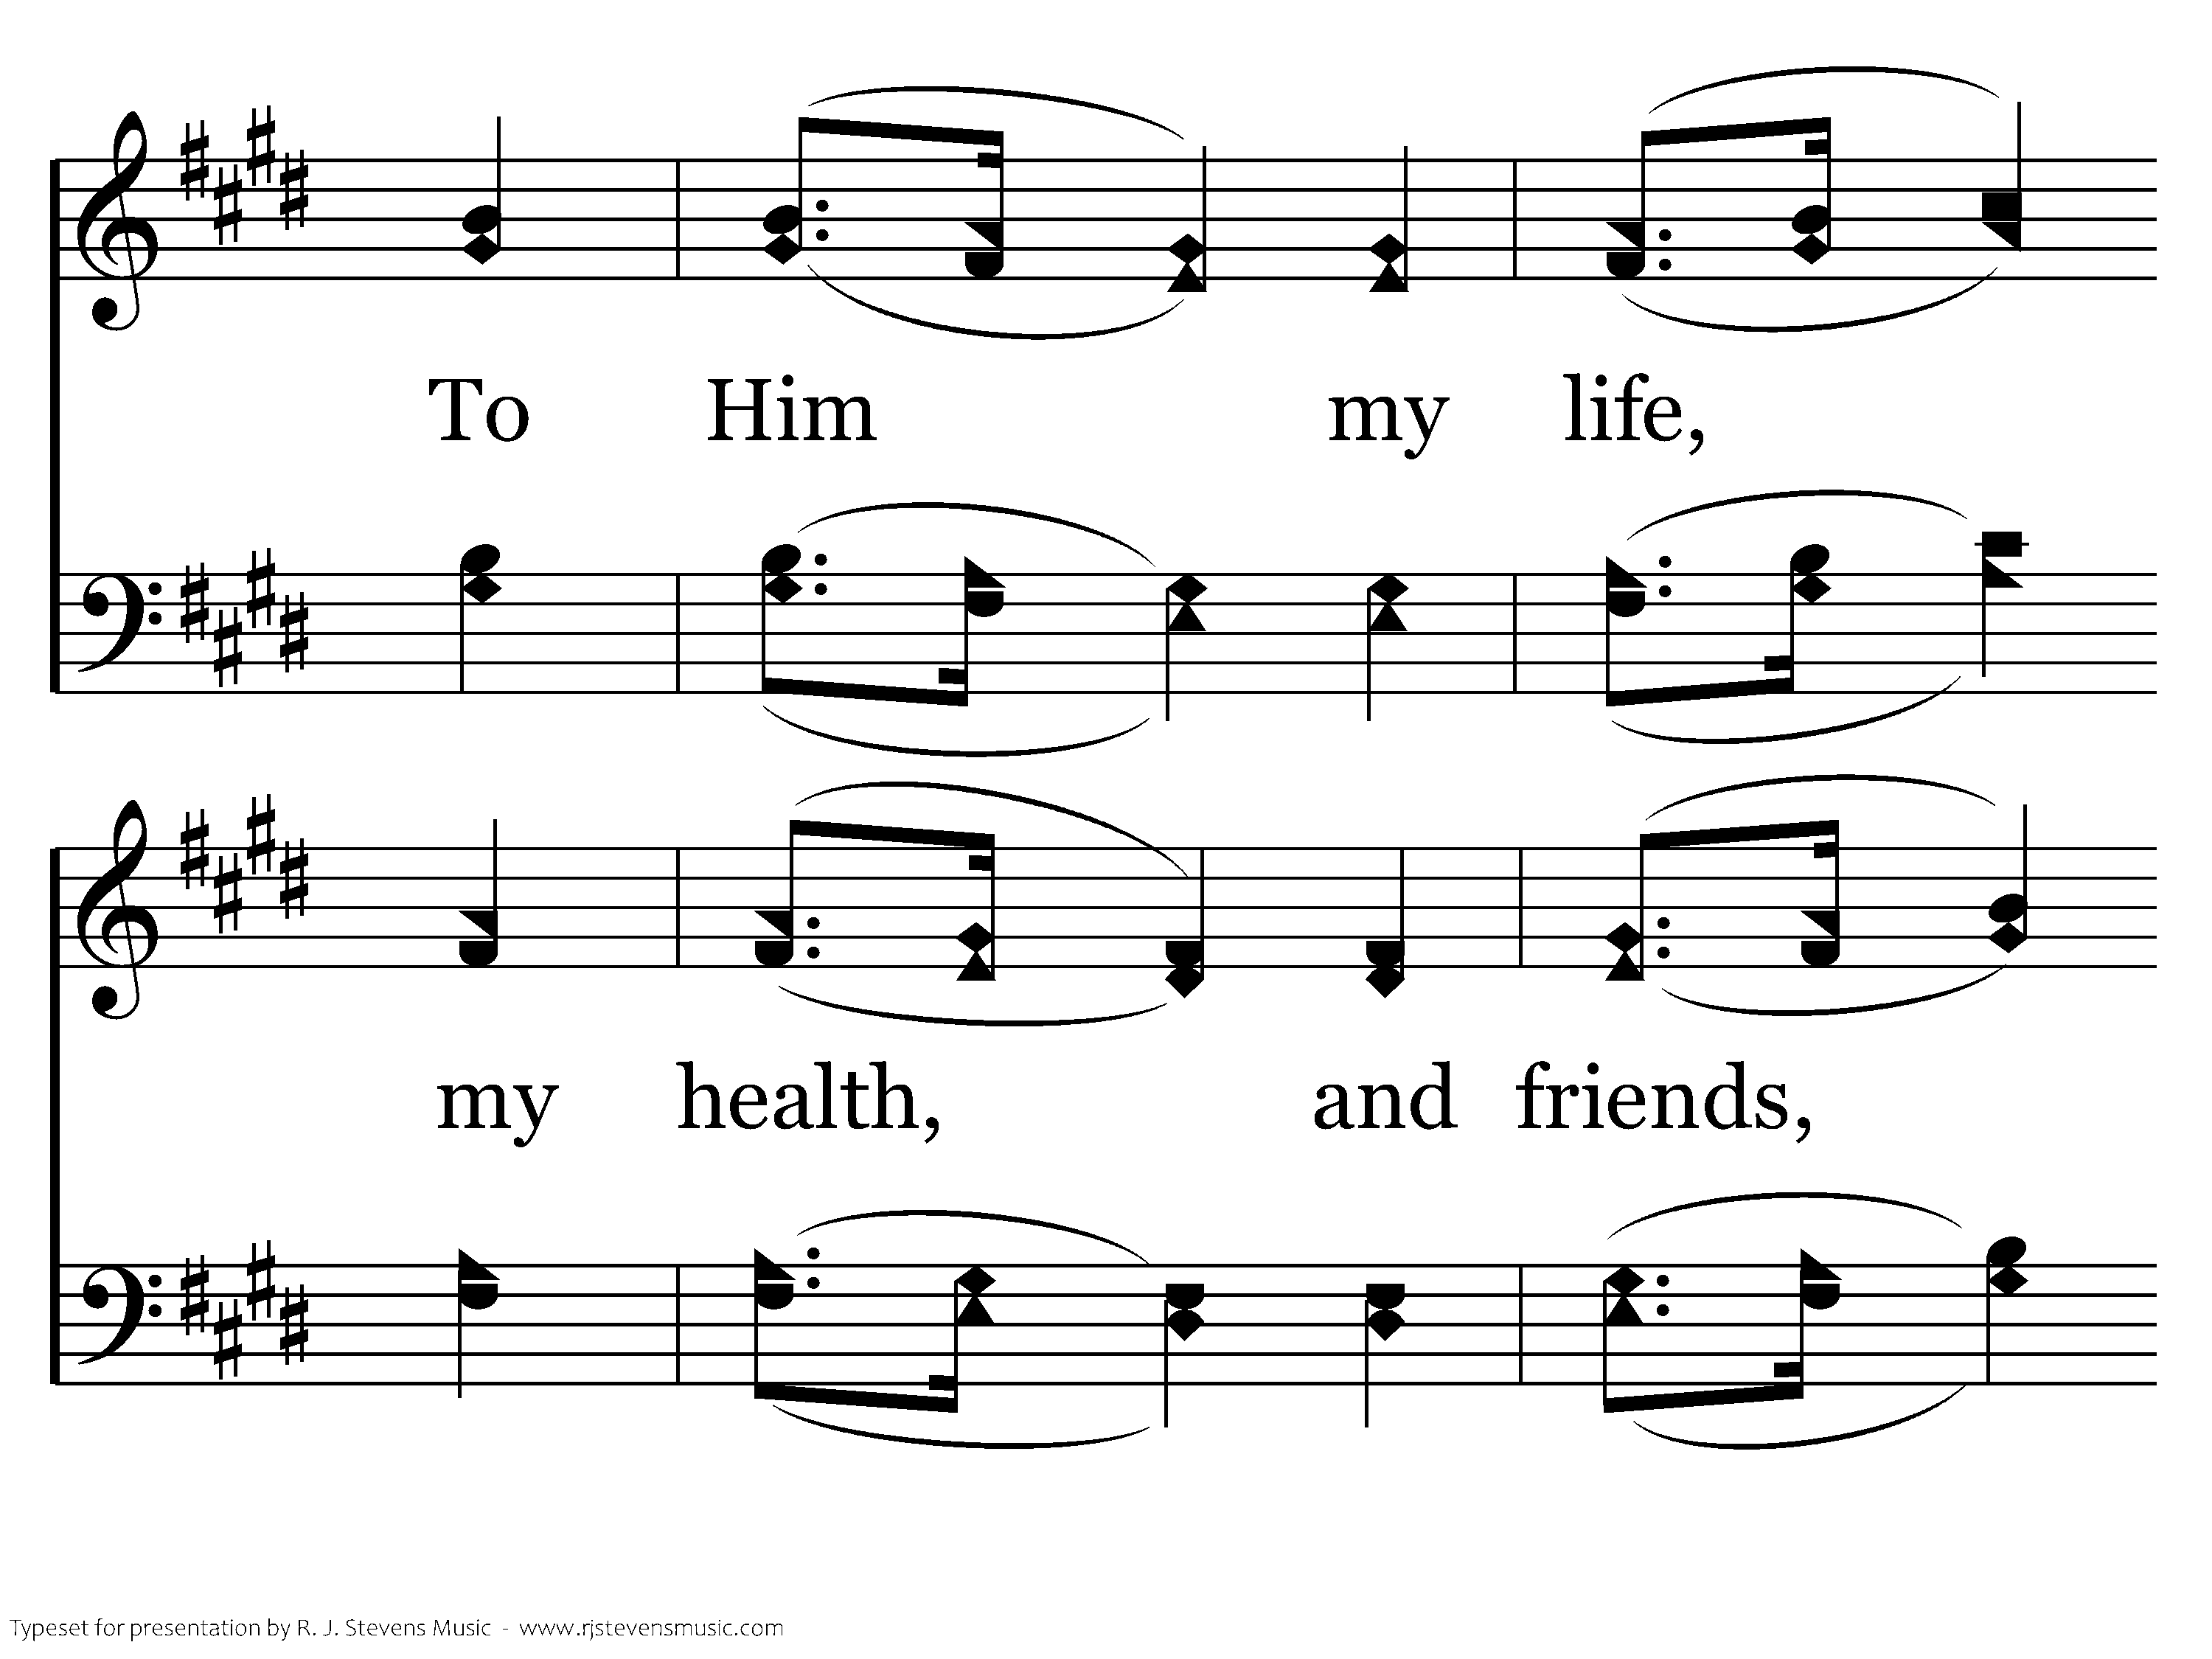 To Him my life,
my health, and friends,
Typeset for presentation by R. J. Stevens Music - www.rjstevensmusic.com